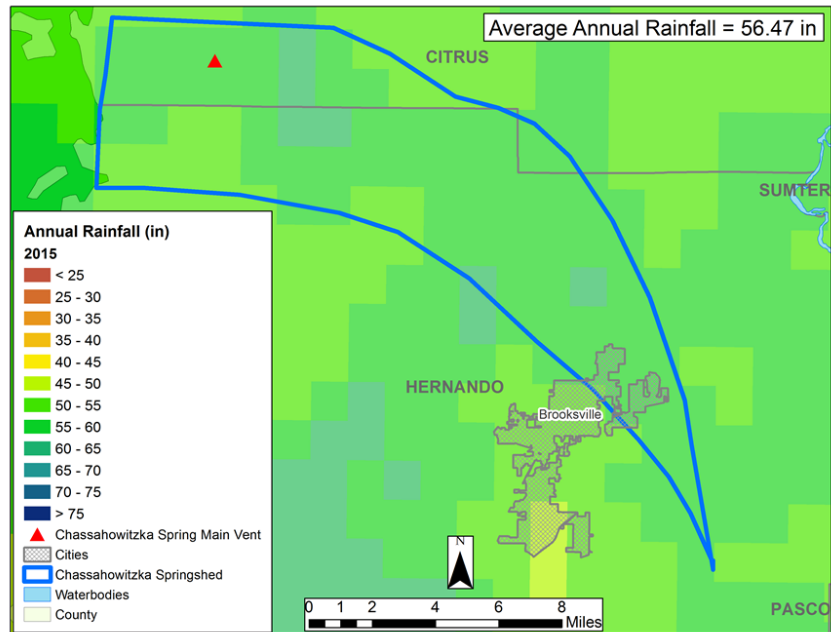 Average Annual Rainfall = 56.47 in
CITRUS
SUMTER
HERNANDO
Brooksville
PASCO
Annual Rainfall (in)
2015
< 25
25 - 30
30 - 35
35 - 40
40 - 45
45 - 50
50 - 55
55 - 60
60 - 65
65 - 70
70 - 75
> 75
Chassahowitzka Spring Main Vent
Cities
Chassahowitzka Springshed
Waterbodies
County
N
0 1 2 4 6 8
Miles